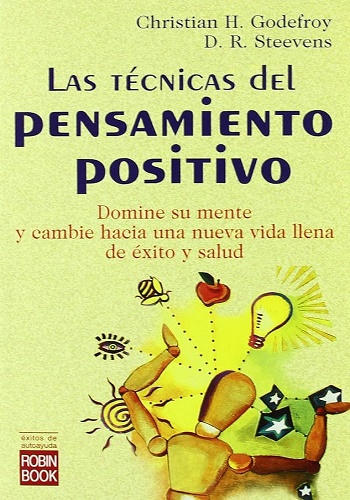 Christian H. Godefroy
D. R. Steevens
LAS TÉCNICAS del
PENSAMIENTO
POSITIVO
Domine su mente
y cambie hacia una nueva vida llena
de éxito y salud
éxitos de
autoayuda
ROBIN
BOOK